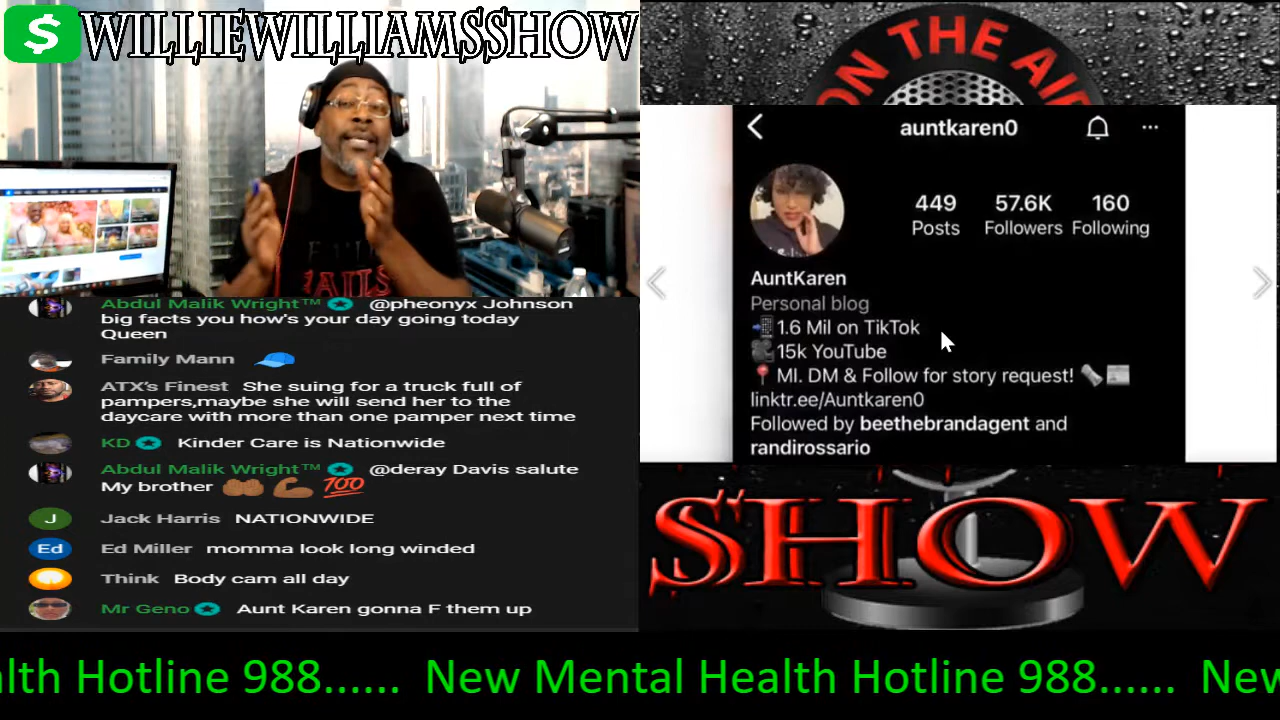 $ WILLIEWILLIAMSSHOW
Abdul Malik Wright™ @pheonyx Johnson
big facts you how's your day going today
Queen
Family Mann
ATX's Finest She suing for a truck full of
pampers,maybe she will send her to the
daycare with more than one pamper next time
KD Kinder Care is Nationwide
Abdul Malik Wright™ @deray Davis salute
My brother 🤲🏾 💪🏾 💯
J Jack Harris NATIONWIDE
Ed Ed Miller momma look long winded
Think Body cam all day
Mr Geno Aunt Karen gonna F them up
ON THE AIR
auntkaren0
449 57.6K 160
Posts Followers Following
AuntKaren
Personal blog
📲 1.6 Mil on TikTok
🎥 15k YouTube
📍 MI. DM & Follow for story request! 🗞📰
linktr.ee/Auntkaren0
Followed by beethebrandagent and
randirossario
SHOW
alth Hotline 988...... New Mental Health Hotline 988...... New